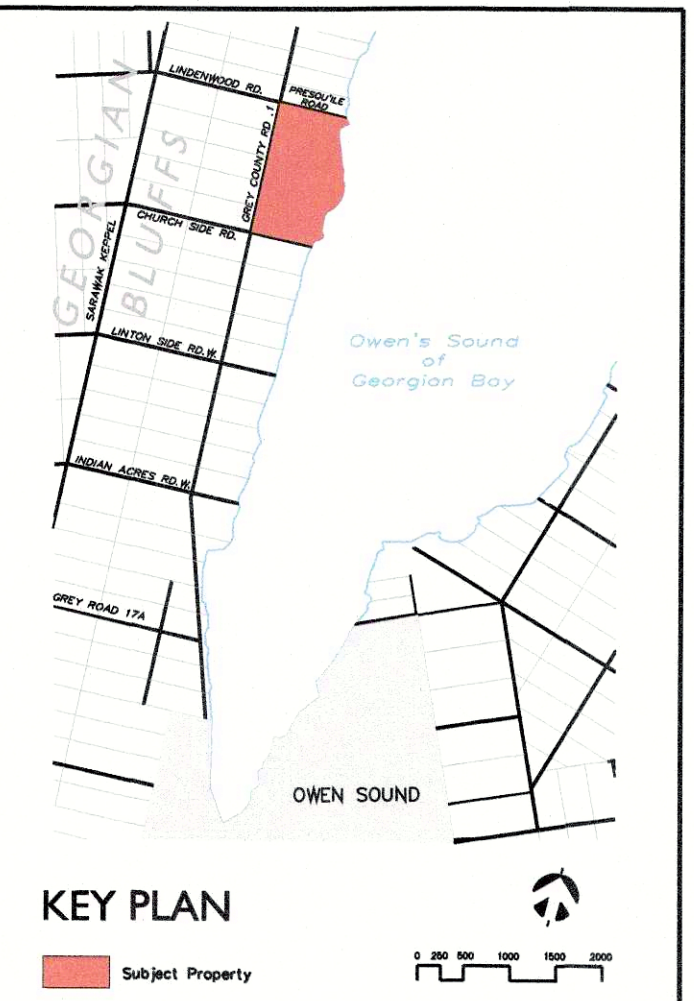 LINDENWOOD RD.
PRESQU'ILE
ROAD
GREY COUNTY RD .1
GEORGIAN
BLUFFS
CHURCH SIDE RD.
SARAWAK KEPPEL
LINTON SIDE RD.W.
Owen's Sound
of
Georgian Bay
INDIAN ACRES RD.W.
GREY ROAD 17A
OWEN SOUND
KEY PLAN
Subject Property
0 250 500 1000 1500 2000